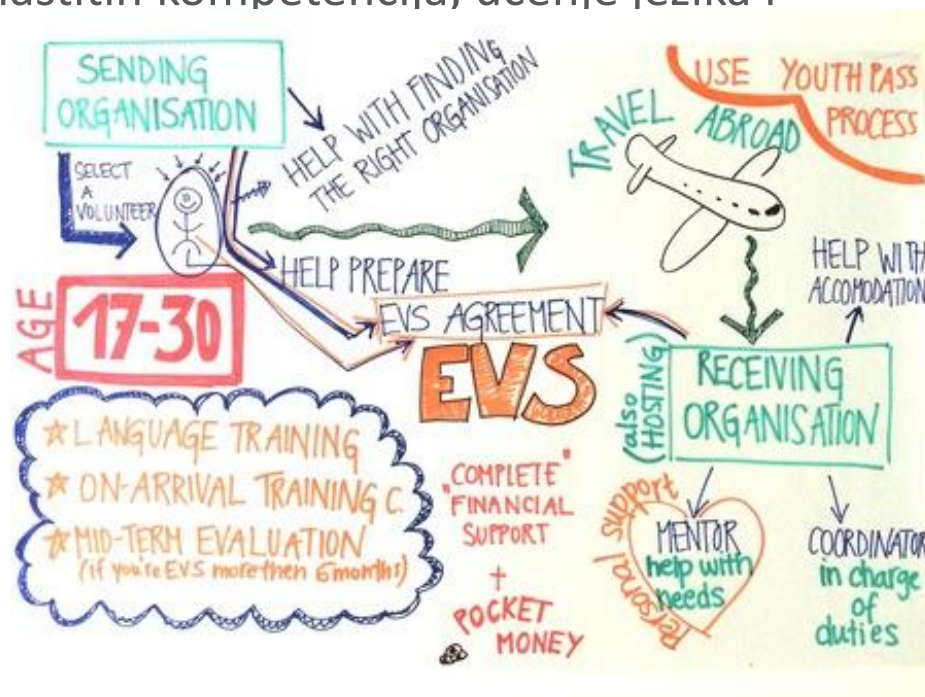 kompetencija, učenje jezika i
SENDING
ORGANISATION
SELECT
A
VOLUNTEER
HELP WITH FINDING
THE RIGHT ORGANISATION
TRAVEL ABROAD
USE YOUTH PASS
PROCESS
HELP PREPARE
EVS AGREEMENT
EVS
AGE
17-30
HELP WITH
ACCOMODATION
RECEIVING
ORGANISATION
(also
HOSTING)
☆ LANGUAGE TRAINING
☆ ON-ARRIVAL TRAINING C.
☆ MID-TERM EVALUATION
(if you're EVS more then 6 months)
"COMPLETE"
"FINANCIAL
SUPPORT
+
POCKET
MONEY
Personal support
MENTOR
help with
needs
COORDINATOR
in charge
of
duties